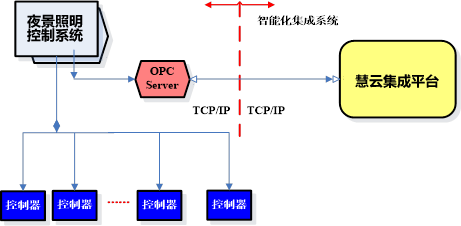 夜景照明
控制系统
智能化集成系统
OPC
Server
慧云集成平台
TCP/IP
TCP/IP
控制器
控制器
控制器
控制器